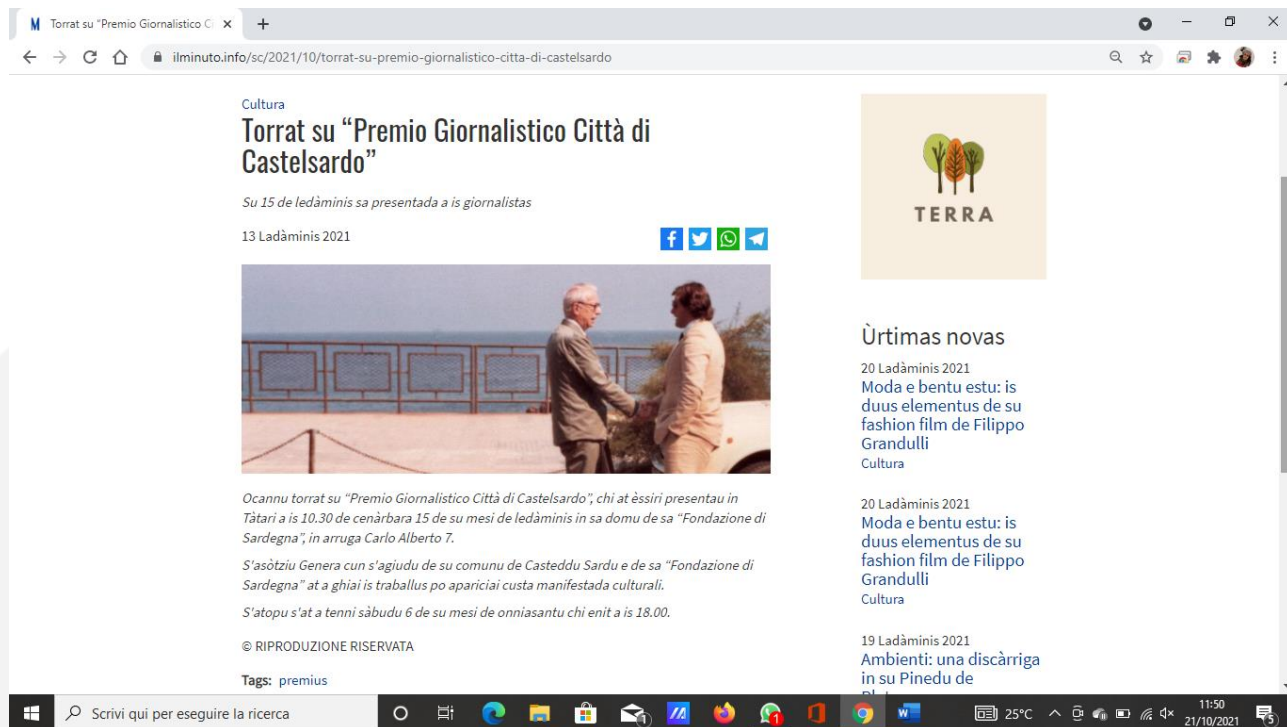 Torrat su “Premio Giornalistico C
ilminuto.info/sc/2021/10/torrat-su-premio-giornalistico-citta-di-castelsardo
Cultura
Torrat su “Premio Giornalistico Città di
Castelsardo”
Su 15 de ledàminis sa presentada a is giornalistas
13 Ladàminis 2021
Ocannu torrat su “Premio Giornalistico Città di Castelsardo”, chi at èssiri presentau in
Tàtari a is 10.30 de cenàrbara 15 de su mesi de ledàminis in sa domu de sa “Fondazione di
Sardegna”, in arruga Carlo Alberto 7.
S'asòtziu Genera cun s'agiudu de su comunu de Casteddu Sardu e de sa “Fondazione di
Sardegna” at a ghiai is traballus po apariciai custa manifestada culturali.
S'atopu s'at a tenni sàbudu 6 de su mesi de onniasantu chi enit a is 18.00.
© RIPRODUZIONE RISERVATA
Tags: premius
TERRA
Ùrtimas novas
20 Ladàminis 2021
Moda e bentu estu: is
duus elementus de su
fashion film de Filippo
Grandulli
Cultura
20 Ladàminis 2021
Moda e bentu estu: is
duus elementus de su
fashion film de Filippo
Grandulli
Cultura
19 Ladàminis 2021
Ambienti: una discàrriga
in su Pinedu de
Scrivi qui per eseguire la ricerca
25°C
11:50
21/10/2021